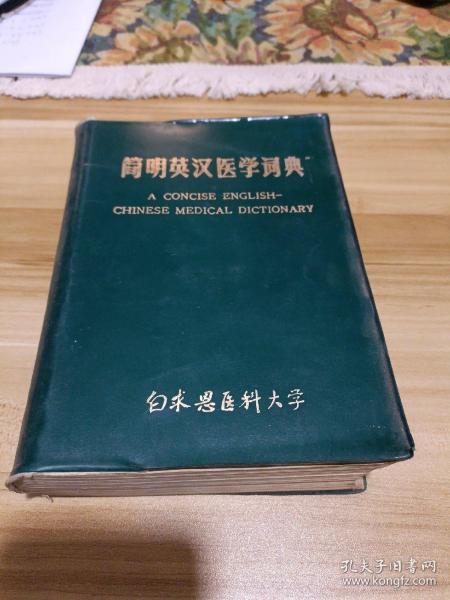 简明英汉医学词典
A CONCISE ENGLISH-
CHINESE MEDICAL DICTIONARY
白求恩医科大学
孔夫子旧书网
www.kongfz.com